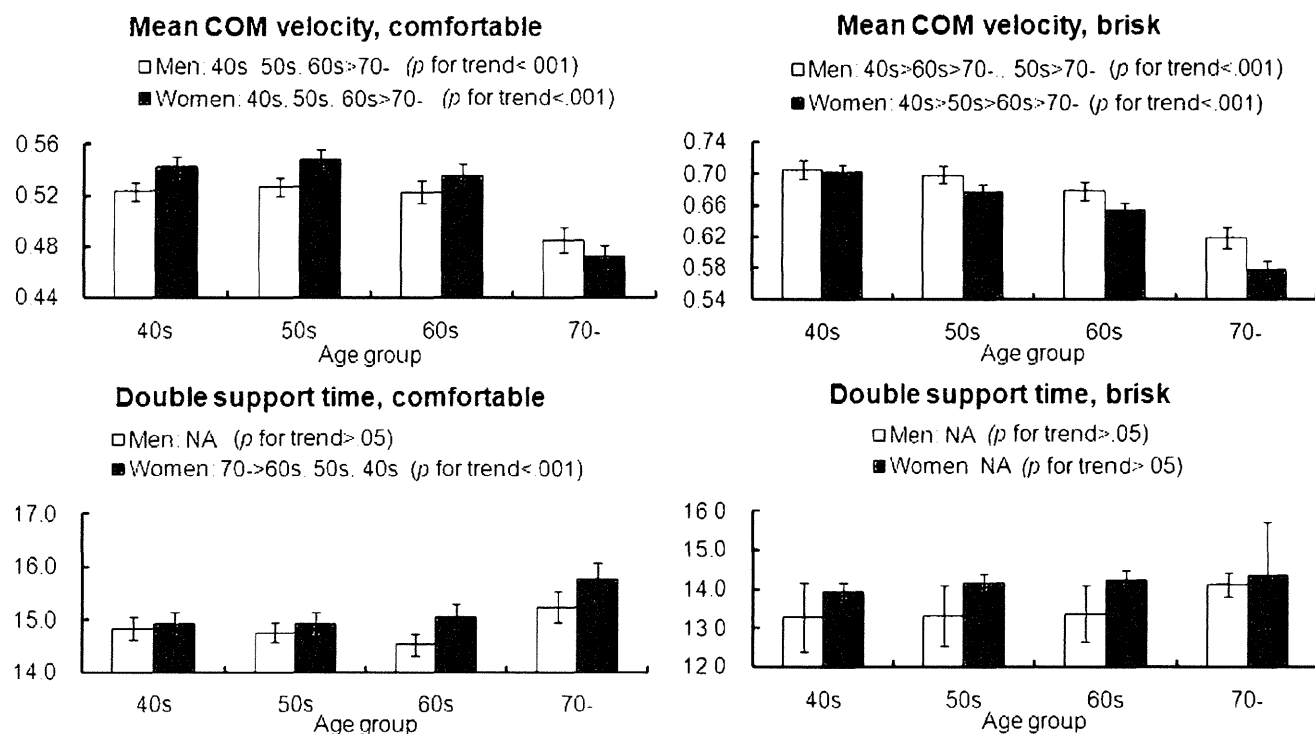 Mean COM velocity, comfortable
Men: 40s 50s. 60s>70- (p for trend<.001)
Women: 40s. 50s. 60s>70- (p for trend<.001)
0.56
0.52
0.48
0.44
40s 50s 60s 70-
Age group
Mean COM velocity, brisk
Men: 40s>60s>70-.. 50s>70- (p for trend<.001)
Women: 40s>50s>60s>70- (p for trend<.001)
0.74
0.70
0.66
0.62
0.58
0.54
40s 50s 60s 70-
Age group
Double support time, comfortable
Men: NA (p for trend>.05)
Women: 70->60s. 50s. 40s (p for trend<.001)
17.0
16.0
15.0
14.0
40s 50s 60s 70-
Age group
Double support time, brisk
Men: NA (p for trend>.05)
Women NA (p for trend>.05)
16.0
15.0
14.0
13.0
12.0
40s 50s 60s 70-
Age group